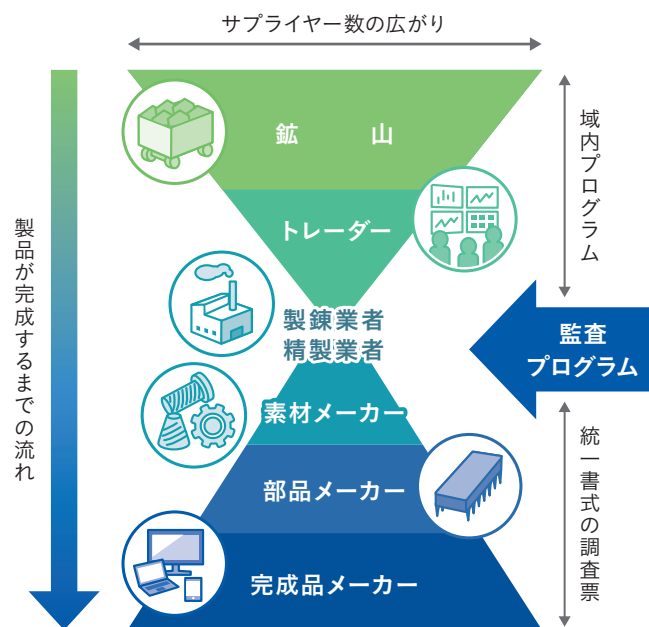 サプライヤー数の広がり
鉱　山
トレーダー
製錬業者
精製業者
素材メーカー
部品メーカー
完成品メーカー
製品が完成するまでの流れ
域内プログラム
監査
プログラム
統一書式の調査票